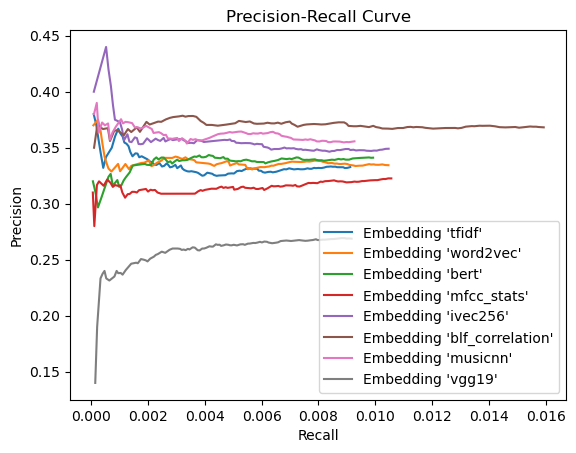 Precision-Recall Curve
0.45
0.40
0.35
0.30
0.25
0.20
0.15
Precision
Embedding 'tfidf'
Embedding 'word2vec'
Embedding 'bert'
Embedding 'mfcc_stats'
Embedding 'ivec256'
Embedding 'blf_correlation'
Embedding 'musicnn'
Embedding 'vgg19'
0.000 0.002 0.004 0.006 0.008 0.010 0.012 0.014 0.016
Recall